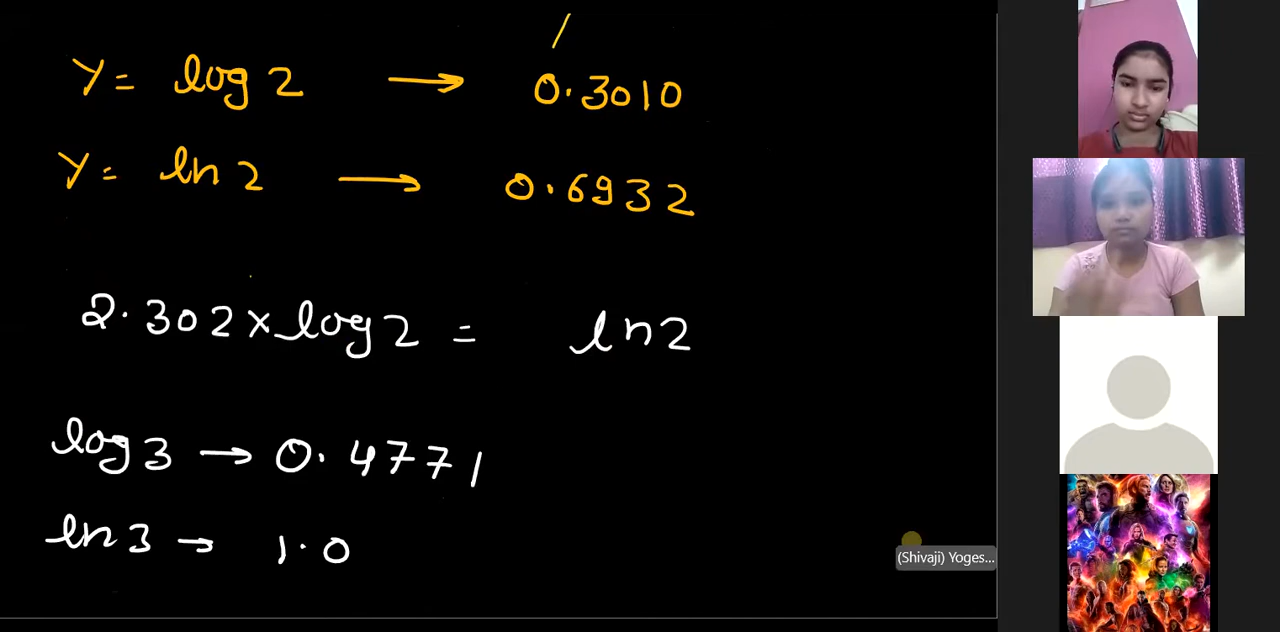 y = log 2 → 0.3010
y = ln 2 → 0.6932
2.302 × log 2 = ln 2
log 3 → 0.4771
ln 3 → 1.0
(Shivaji) Yoges...